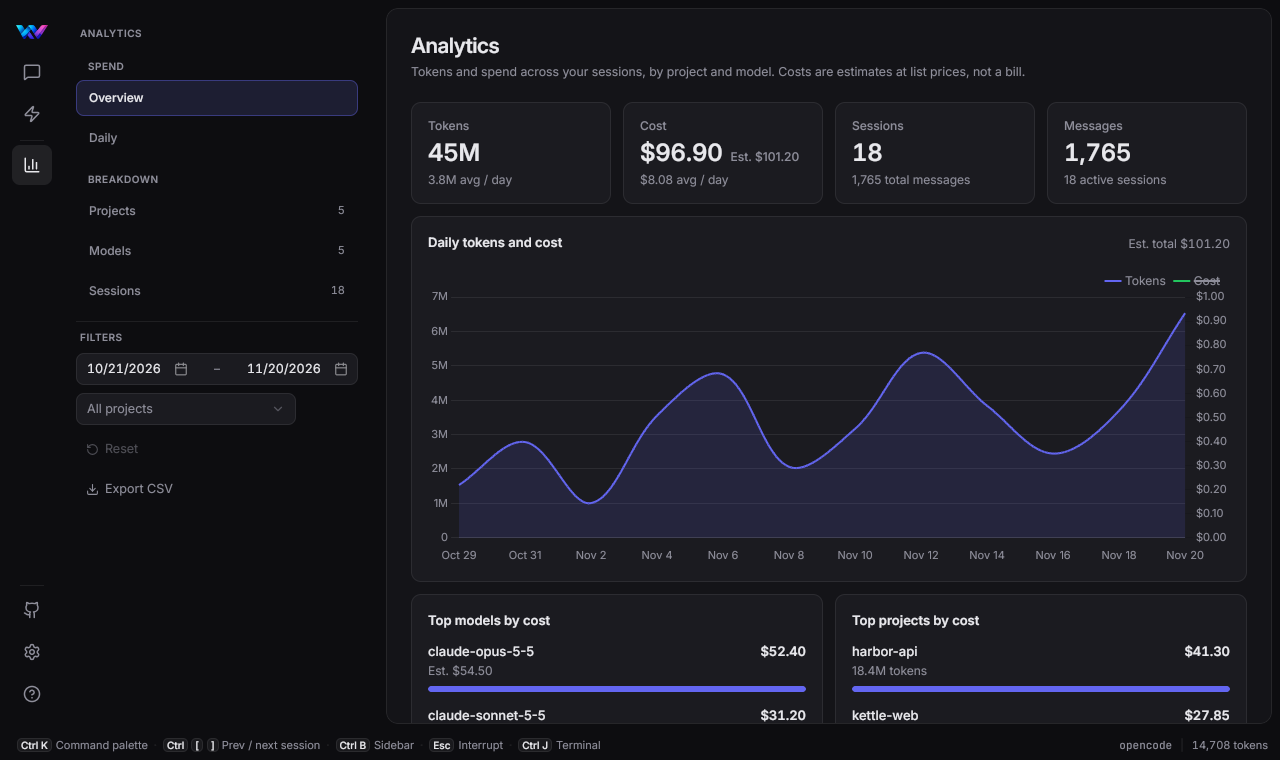 ANALYTICS
SPEND
Overview
Daily
BREAKDOWN
Projects 5
Models 5
Sessions 18
FILTERS
10/21/2026 – 11/20/2026
All projects
Reset
Export CSV
Analytics
Tokens and spend across your sessions, by project and model. Costs are estimates at list prices, not a bill.
Tokens
45M
3.8M avg / day
Cost
$96.90 Est. $101.20
$8.08 avg / day
Sessions
18
1,765 total messages
Messages
1,765
18 active sessions
Daily tokens and cost Est. total $101.20
Tokens Cost
7M $1.00
6M $0.90
5M $0.80
4M $0.70
3M $0.60
2M $0.50
1M $0.40
0 $0.30
$0.20
$0.10
$0.00
Oct 29 Oct 31 Nov 2 Nov 4 Nov 6 Nov 8 Nov 10 Nov 12 Nov 14 Nov 16 Nov 18 Nov 20
Top models by cost
claude-opus-5-5 $52.40
Est. $54.50
claude-sonnet-5-5 $31.20
Top projects by cost
harbor-api $41.30
18.4M tokens
kettle-web $27.85
Ctrl K Command palette · Ctrl [ ] Prev / next session · Ctrl B Sidebar · Esc Interrupt · Ctrl J Terminal
opencode 14,708 tokens